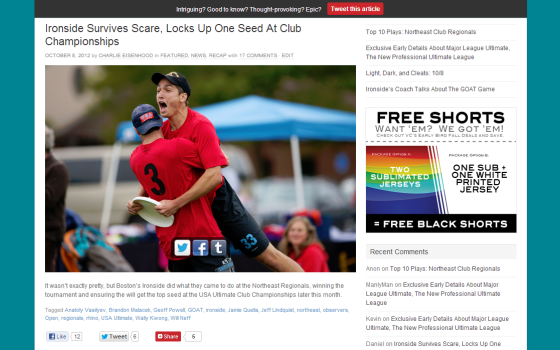 Intriguing? Good to know? Thought-provoking? Epic? Tweet this article
Ironside Survives Scare, Locks Up One Seed At Club
Championships
OCTOBER 8, 2012 by CHARLIE EISENHOOD in FEATURED, NEWS, RECAP with 17 COMMENTS · EDIT
3
It wasn't exactly pretty, but Boston's Ironside did what they came to do at the Northeast Regionals, winning the
tournament and ensuring the will get the top seed at the USA Ultimate Club Championships later this month.
Tagged Anatoly Vasilyev, Brandon Malecek, Geoff Powell, GOAT, ironside, Jamie Quella, Jeff Lindquist, northeast, observers,
Open, regionals, rhino, USA Ultimate, Wally Kwong, Will Neff
Like 12 Tweet 6 Share 5
Top 10 Plays: Northeast Club Regionals
Exclusive Early Details About Major League Ultimate,
The New Professional Ultimate League
Light, Dark, and Cleats: 10/8
Ironside's Coach Talks About The GOAT Game
FREE SHORTS
WANT 'EM? WE GOT 'EM!
CHECK OUT VC'S EARLY BIRD FALL DEALS AND SAVE.
PACKAGE OPTION A:
TWO
SUBLIMATED
JERSEYS
PACKAGE OPTION B:
ONE SUB +
ONE WHITE
PRINTED
JERSEY
= FREE BLACK SHORTS
Recent Comments
Anon on Top 10 Plays: Northeast Club Regionals
ManlyMan on Exclusive Early Details About Major
League Ultimate, The New Professional Ultimate
League
Kevin on Exclusive Early Details About Major League
Ultimate, The New Professional Ultimate League
Daniel on Ironside Survives Scare, Locks Up One